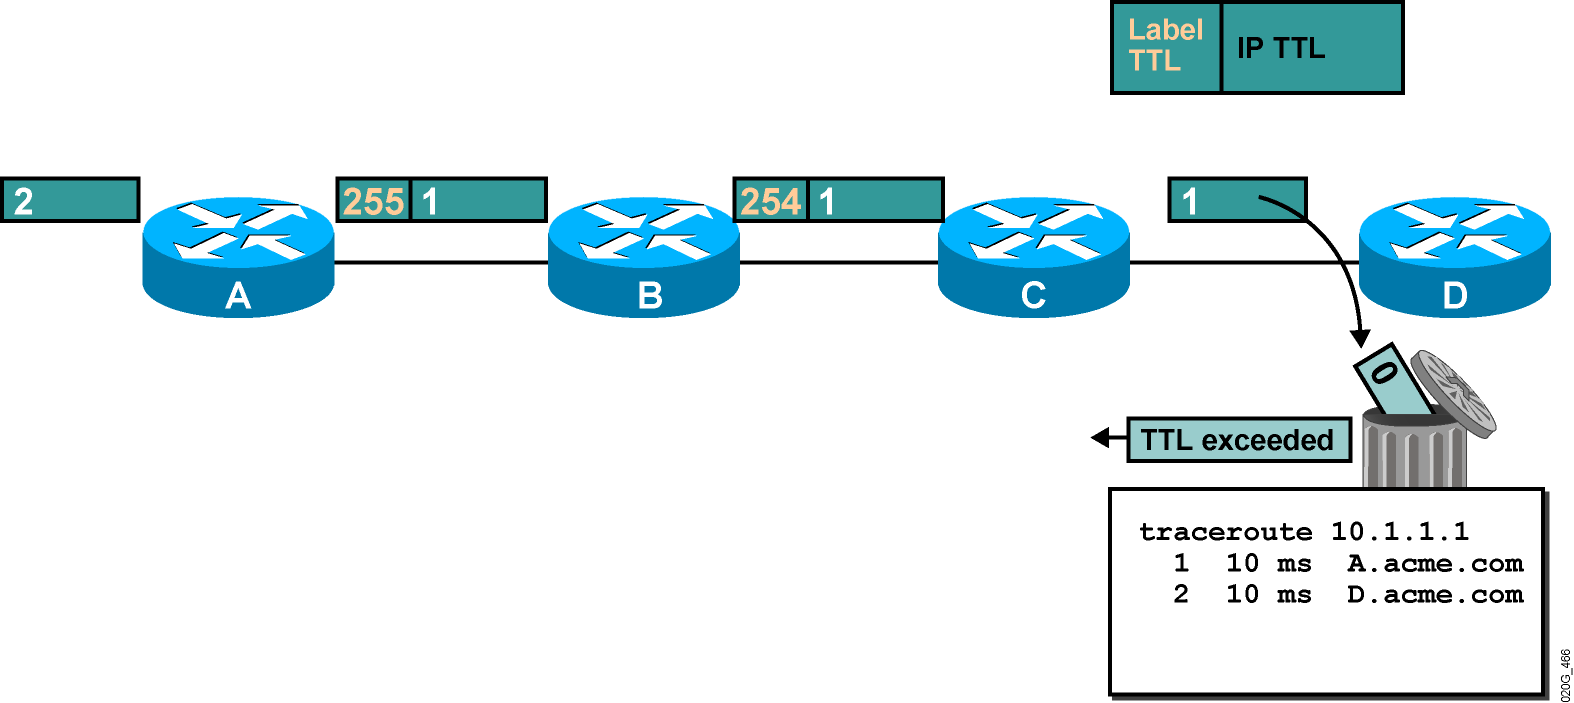 Label
TTL
IP TTL
2
255 1
254 1
1
A
B
C
D
0
TTL exceeded
traceroute 10.1.1.1
1 10 ms A.acme.com
2 10 ms D.acme.com
020G_466